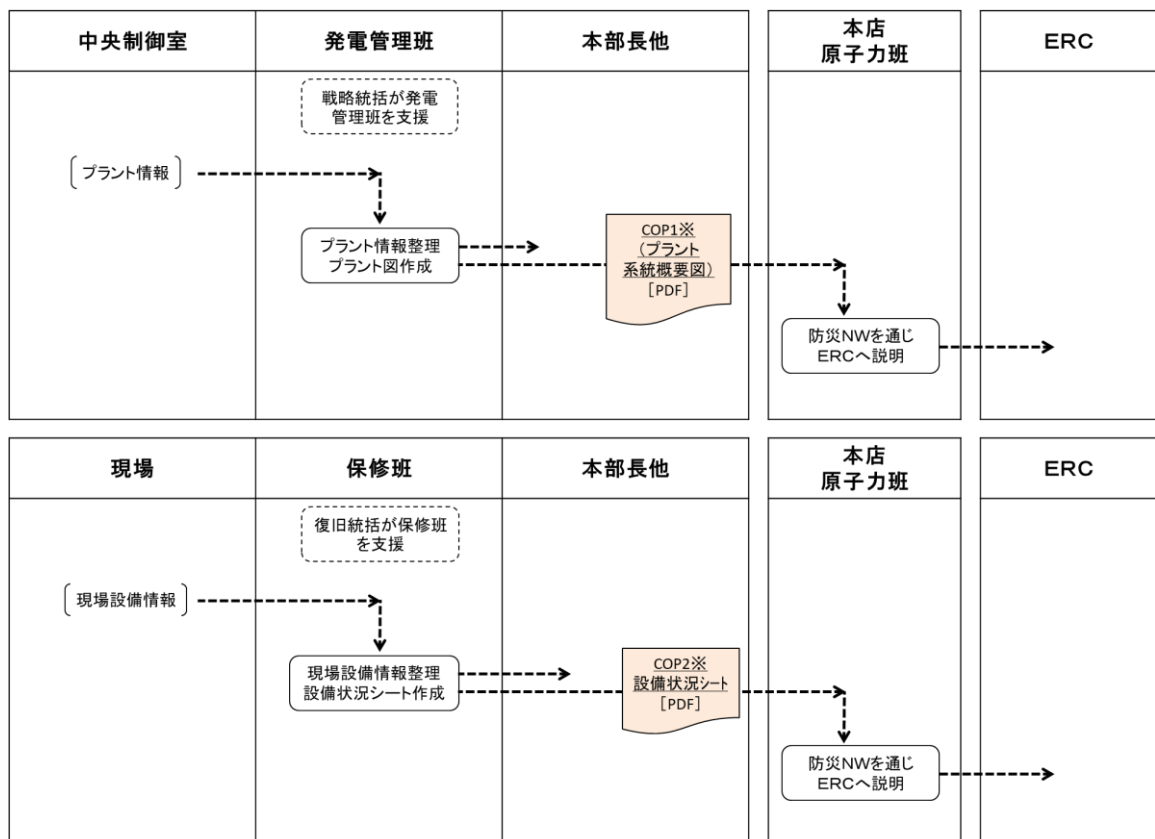 中央制御室
発電管理班
本部長他
本店
原子力班
ERC
戦略統括が発電
管理班を支援
プラント情報
プラント情報整理
プラント図作成
COP1※
(プラント
系統概要図)
[PDF]
防災NWを通じ
ERCへ説明
現場
保修班
本部長他
本店
原子力班
ERC
復旧統括が保修班
を支援
現場設備情報
現場設備情報整理
設備状況シート作成
COP2※
設備状況シート
[PDF]
防災NWを通じ
ERCへ説明